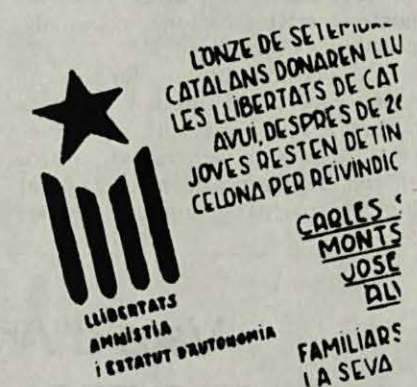 L'ONZE DE SETEMBRE
CATALANS DONAREN LLU
LES LLIBERTATS DE CAT
AVUI, DESPRES DE 26
JOVES RESTEN DETIN
CELONA PER REIVINDIC
CARLES
MONTS
JOSE
FAMILIARS
LA SEVA
LLIBERTATS
AMNISTIA
i ESTATUT D'AUTONOMIA